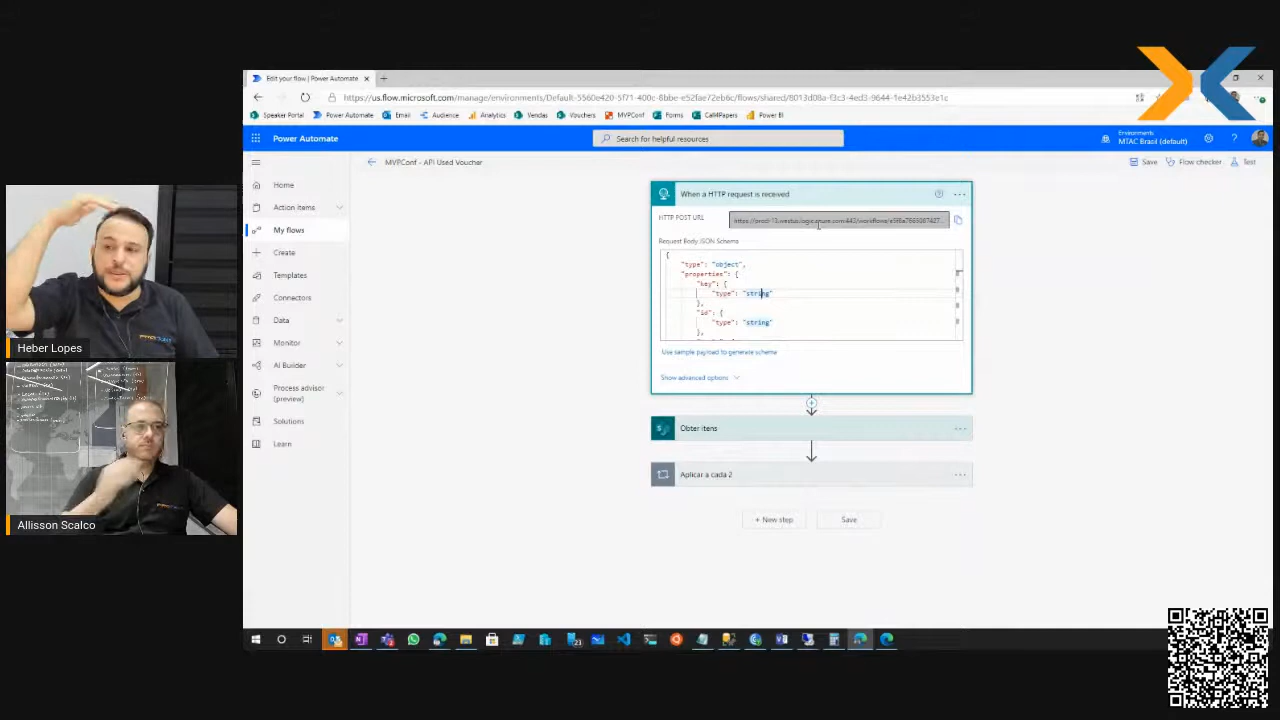 Edit your flow | Power Automate
Speaker Portal
Power Automate
Email
Audience
Analytics
Vendas
Vouchers
MVPConf
Forms
Call4Papers
Power BI
Power Automate
Search for helpful resources
Environments
MTAC Brasil (default)
MVPConf - API Used Voucher
Save
Flow checker
Test
Home
Action items
My flows
Create
Templates
Connectors
Data
Monitor
AI Builder
Process advisor
(preview)
Solutions
Learn
When a HTTP request is received
HTTP POST URL
Request Body JSON Schema
{
"type": "object",
"properties": {
"key": {
"type": "string"
},
"id": {
"type": "string"
},
Use sample payload to generate schema
Show advanced options
Obter itens
Aplicar a cada 2
+ New step
Save
Heber Lopes
Allisson Scalco